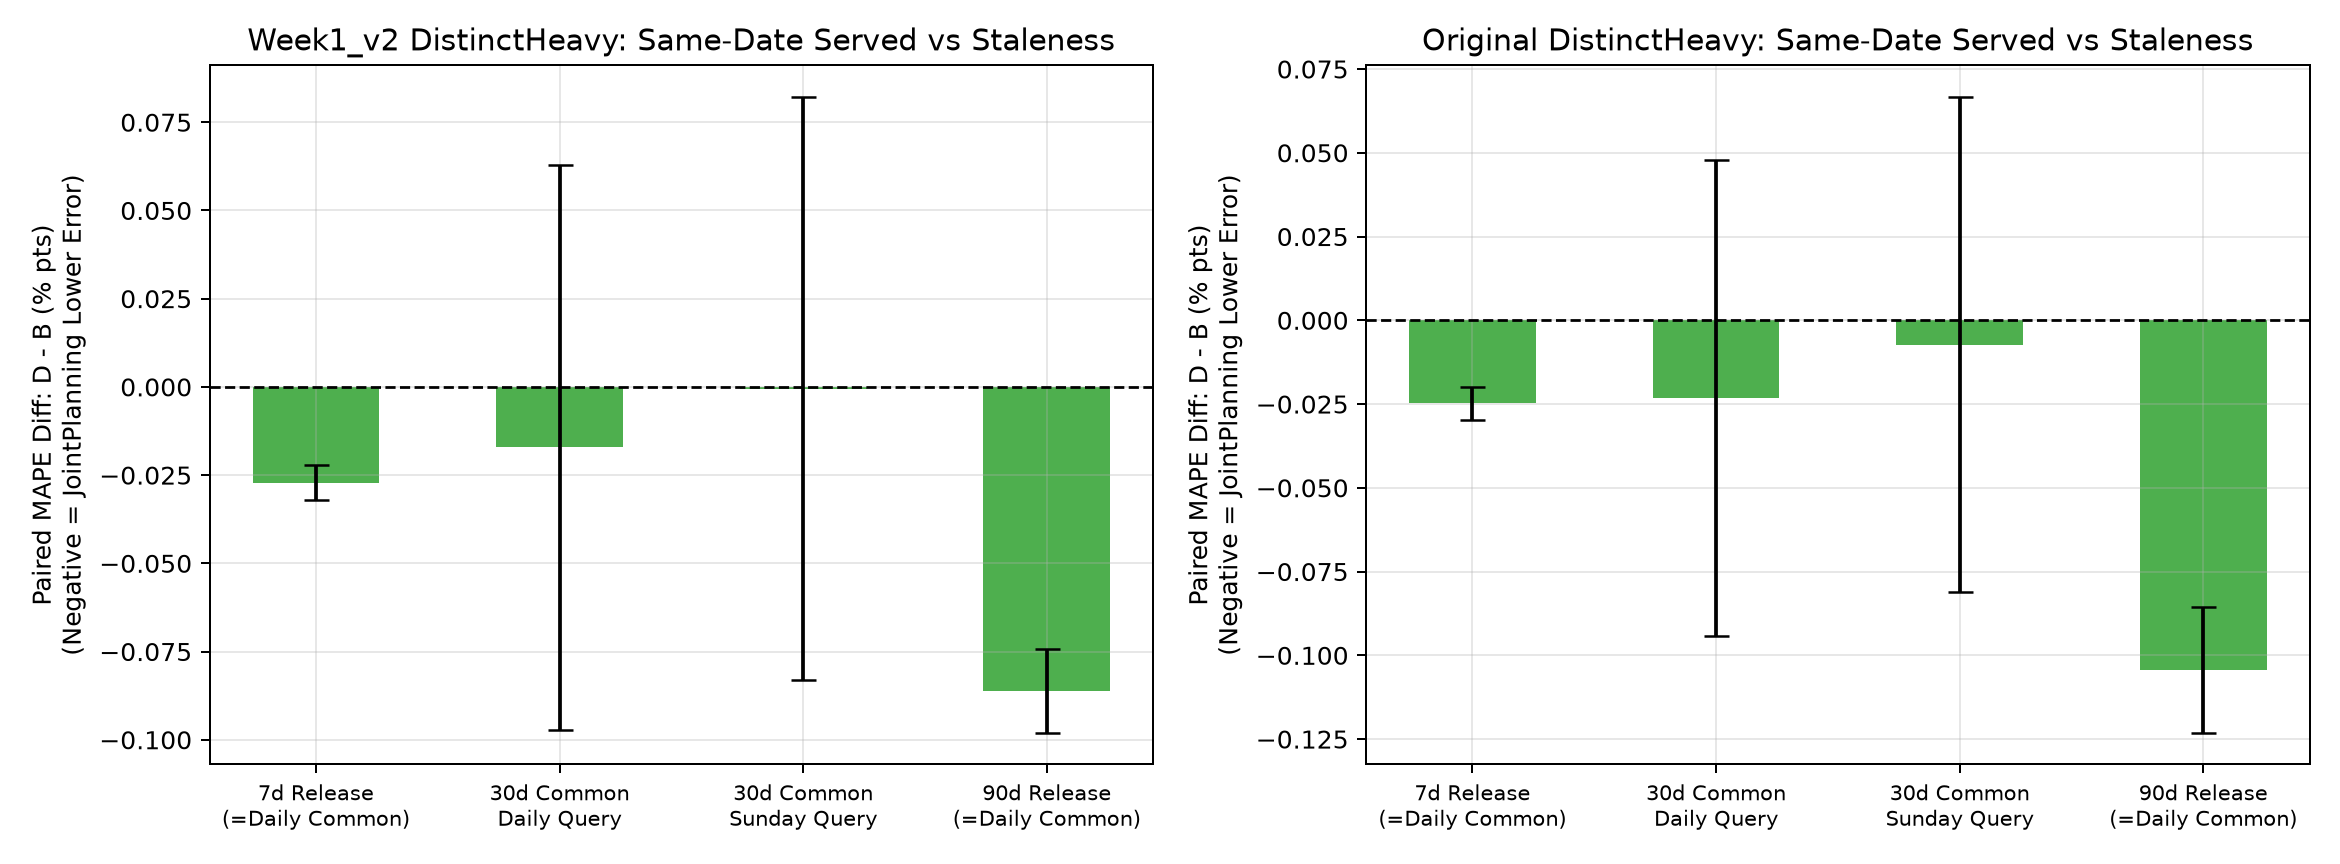 Week1_v2 DistinctHeavy: Same-Date Served vs Staleness
Paired MAPE Diff: D - B (% pts)
(Negative = JointPlanning Lower Error)
0.075
0.050
0.025
0.000
−0.025
−0.050
−0.075
−0.100
7d Release
(=Daily Common)
30d Common
Daily Query
30d Common
Sunday Query
90d Release
(=Daily Common)
Original DistinctHeavy: Same-Date Served vs Staleness
Paired MAPE Diff: D - B (% pts)
(Negative = JointPlanning Lower Error)
0.075
0.050
0.025
0.000
−0.025
−0.050
−0.075
−0.100
−0.125
7d Release
(=Daily Common)
30d Common
Daily Query
30d Common
Sunday Query
90d Release
(=Daily Common)